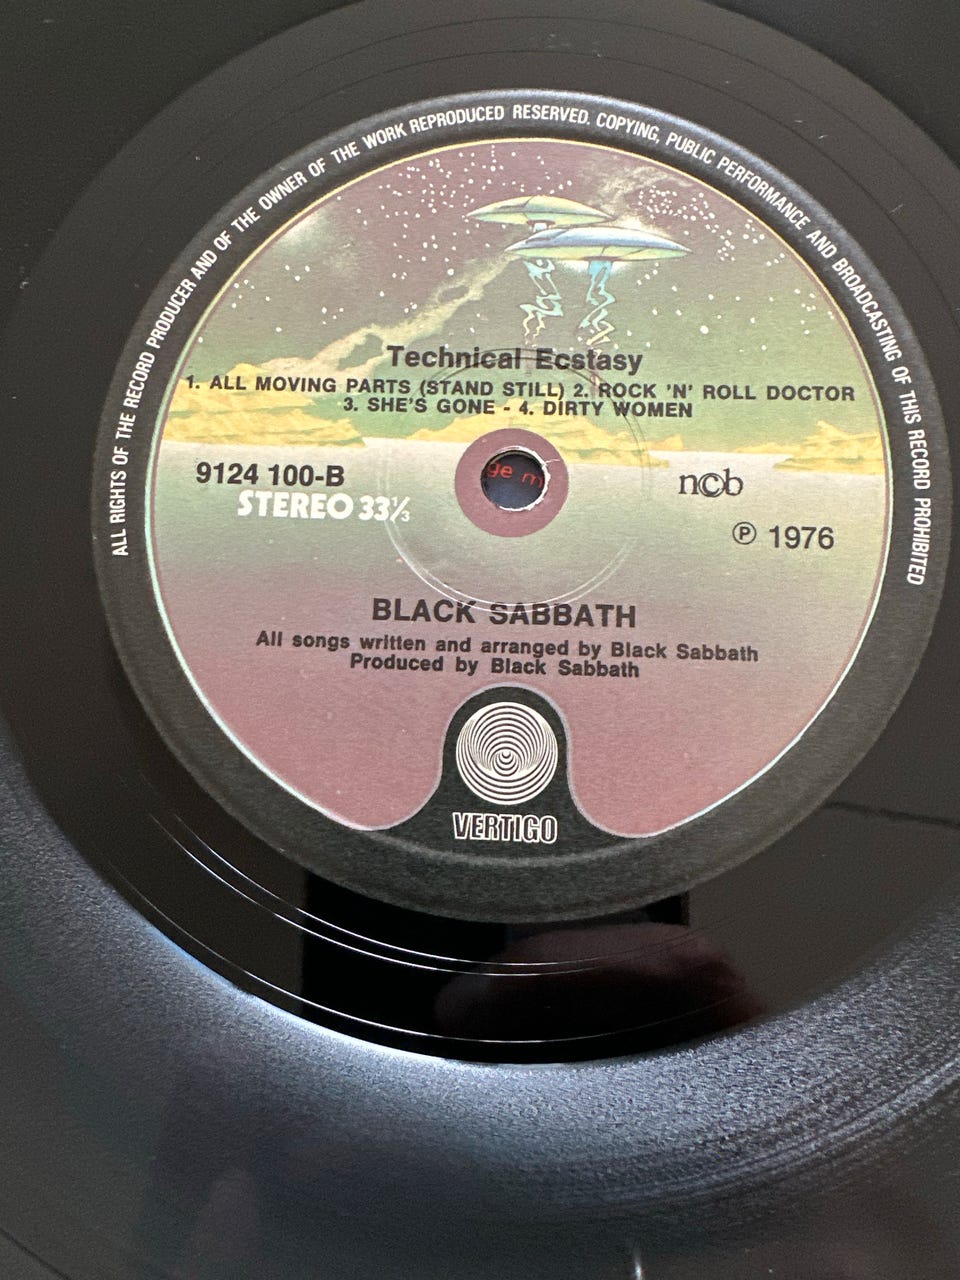 ALL RIGHTS OF THE RECORD PRODUCER AND OF THE OWNER OF THE WORK REPRODUCED RESERVED. COPYING, PUBLIC PERFORMANCE AND BROADCASTING OF THIS RECORD PROHIBITED
Technical Ecstasy
1. ALL MOVING PARTS (STAND STILL) 2. ROCK 'N' ROLL DOCTOR
3. SHE'S GONE - 4. DIRTY WOMEN
9124 100-B
STEREO 33⅓
ge m
ncb
Ⓟ 1976
BLACK SABBATH
All songs written and arranged by Black Sabbath
Produced by Black Sabbath
VERTIGO